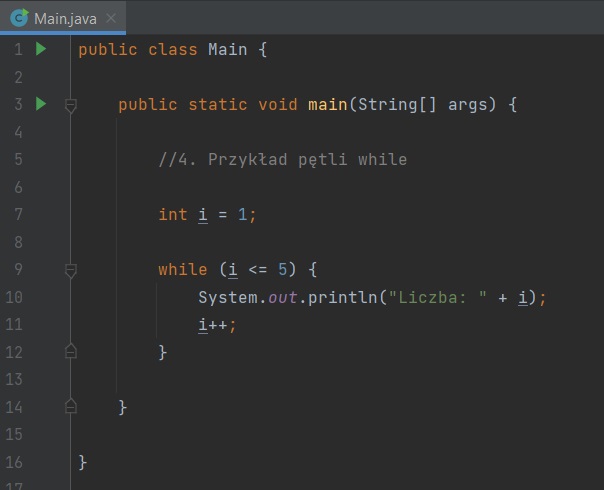 Main.java
1 public class Main {
2
3 public static void main(String[] args) {
4
5 //4. Przykład pętli while
6
7 int i = 1;
8
9 while (i <= 5) {
10 System.out.println("Liczba: " + i);
11 i++;
12 }
13
14 }
15
16 }
17